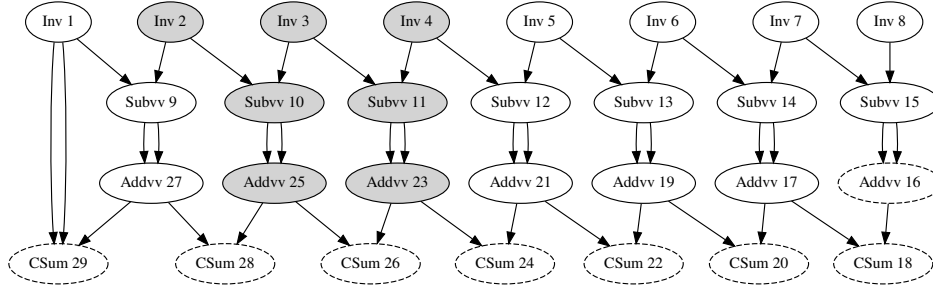 Inv 1 Inv 2 Inv 3 Inv 4 Inv 5 Inv 6 Inv 7 Inv 8
Subvv 9 Subvv 10 Subvv 11 Subvv 12 Subvv 13 Subvv 14 Subvv 15
Addvv 27 Addvv 25 Addvv 23 Addvv 21 Addvv 19 Addvv 17 Addvv 16
CSum 29 CSum 28 CSum 26 CSum 24 CSum 22 CSum 20 CSum 18